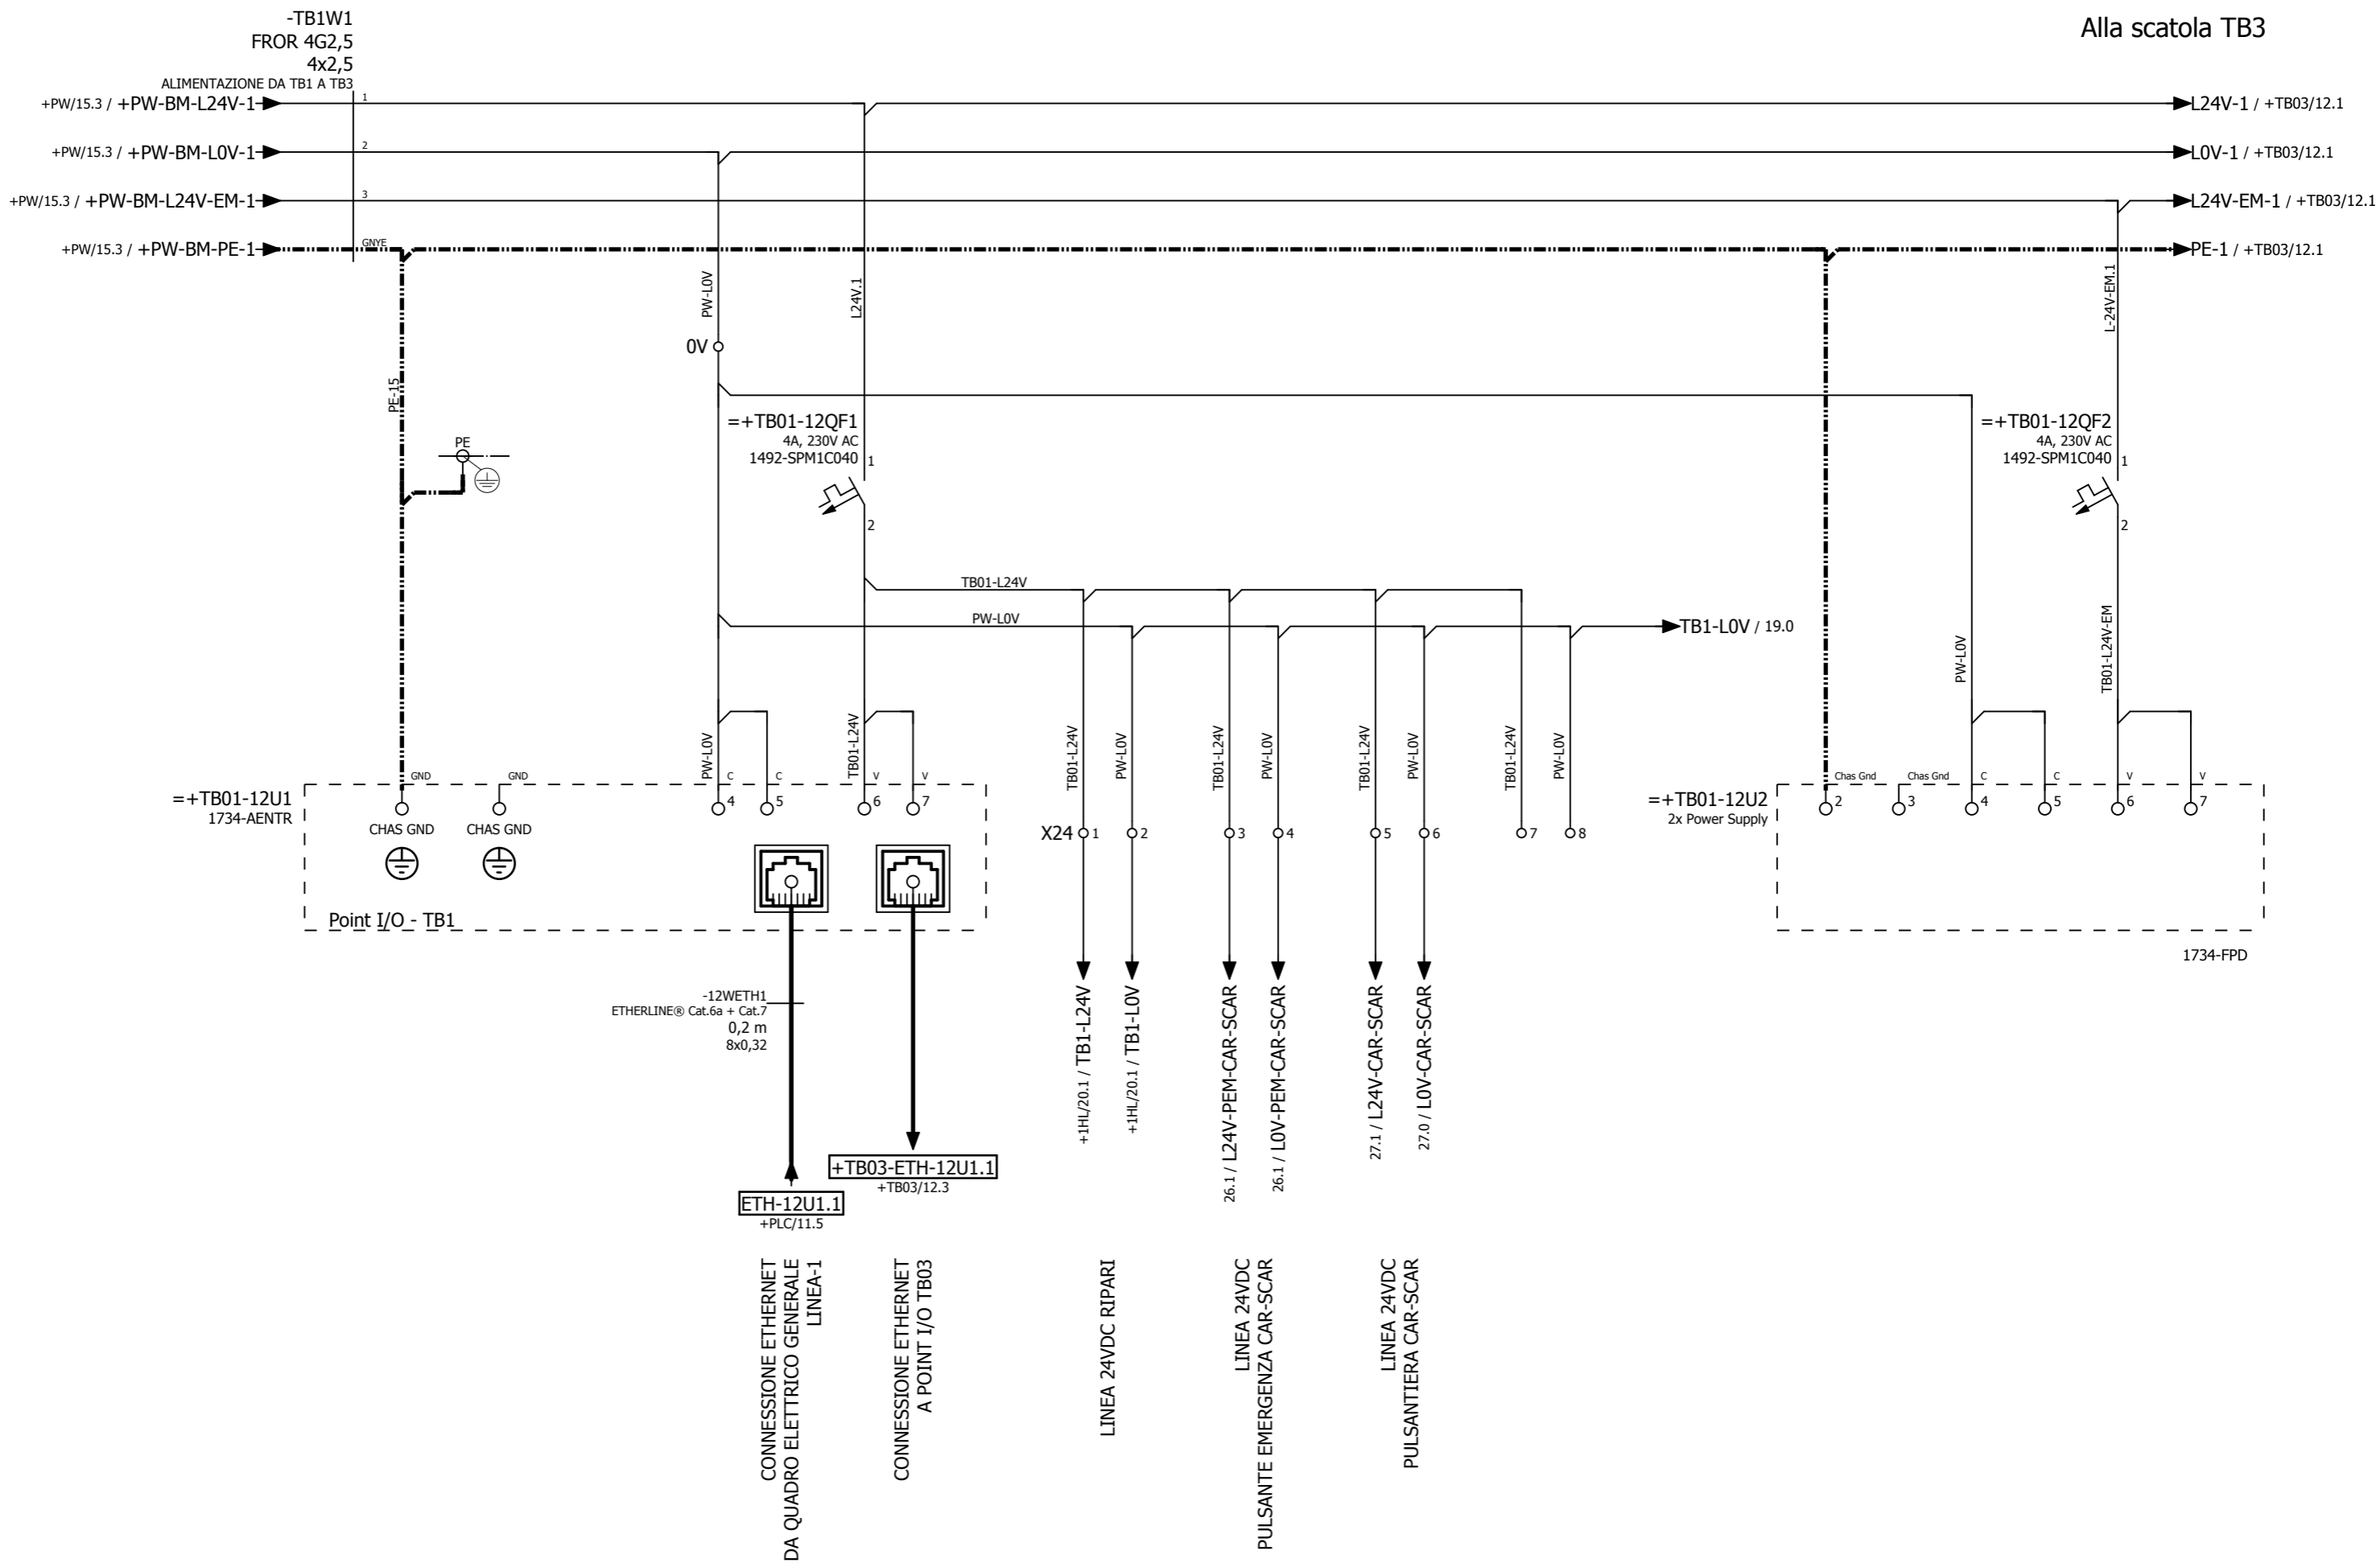 -TB1W1
FROR 4G2,5
4x2,5
ALIMENTAZIONE DA TB1 A TB3
Alla scatola TB3
+PW/15.3 / +PW-BM-L24V-1
1
L24V-1 / +TB03/12.1
+PW/15.3 / +PW-BM-L0V-1
2
L0V-1 / +TB03/12.1
+PW/15.3 / +PW-BM-L24V-EM-1
3
L24V-EM-1 / +TB03/12.1
+PW/15.3 / +PW-BM-PE-1
GNYE
PE-1 / +TB03/12.1
PW-L0V
L24V.1
L-24V-EM.1
0V
PE-15
PE
=+TB01-12QF1
4A, 230V AC
1492-SPM1C040
1
2
=+TB01-12QF2
4A, 230V AC
1492-SPM1C040
1
2
TB01-L24V
PW-L0V
TB1-L0V / 19.0
PW-L0V
TB01-L24V-EM
PW-L0V
TB01-L24V
TB01-L24V
PW-L0V
TB01-L24V
PW-L0V
TB01-L24V
PW-L0V
TB01-L24V
PW-L0V
=+TB01-12U1
1734-AENTR
GND
GND
C
C
V
V
4
5
6
7
CHAS GND
CHAS GND
Point I/O - TB1
X24
1
2
3
4
5
6
7
8
=+TB01-12U2
2x Power Supply
Chas Gnd
Chas Gnd
C
C
V
V
2
3
4
5
6
7
1734-FPD
-12WETH1
ETHERLINE® Cat.6a + Cat.7
0,2 m
8x0,32
+1HL/20.1 / TB1-L24V
+1HL/20.1 / TB1-L0V
26.1 / L24V-PEM-CAR-SCAR
26.1 / L0V-PEM-CAR-SCAR
27.1 / L24V-CAR-SCAR
27.0 / L0V-CAR-SCAR
+TB03-ETH-12U1.1
+TB03/12.3
ETH-12U1.1
+PLC/11.5
CONNESSIONE ETHERNET
DA QUADRO ELETTRICO GENERALE
LINEA-1
CONNESSIONE ETHERNET
A POINT I/O TB03
LINEA 24VDC RIPARI
LINEA 24VDC
PULSANTE EMERGENZA CAR-SCAR
LINEA 24VDC
PULSANTIERA CAR-SCAR